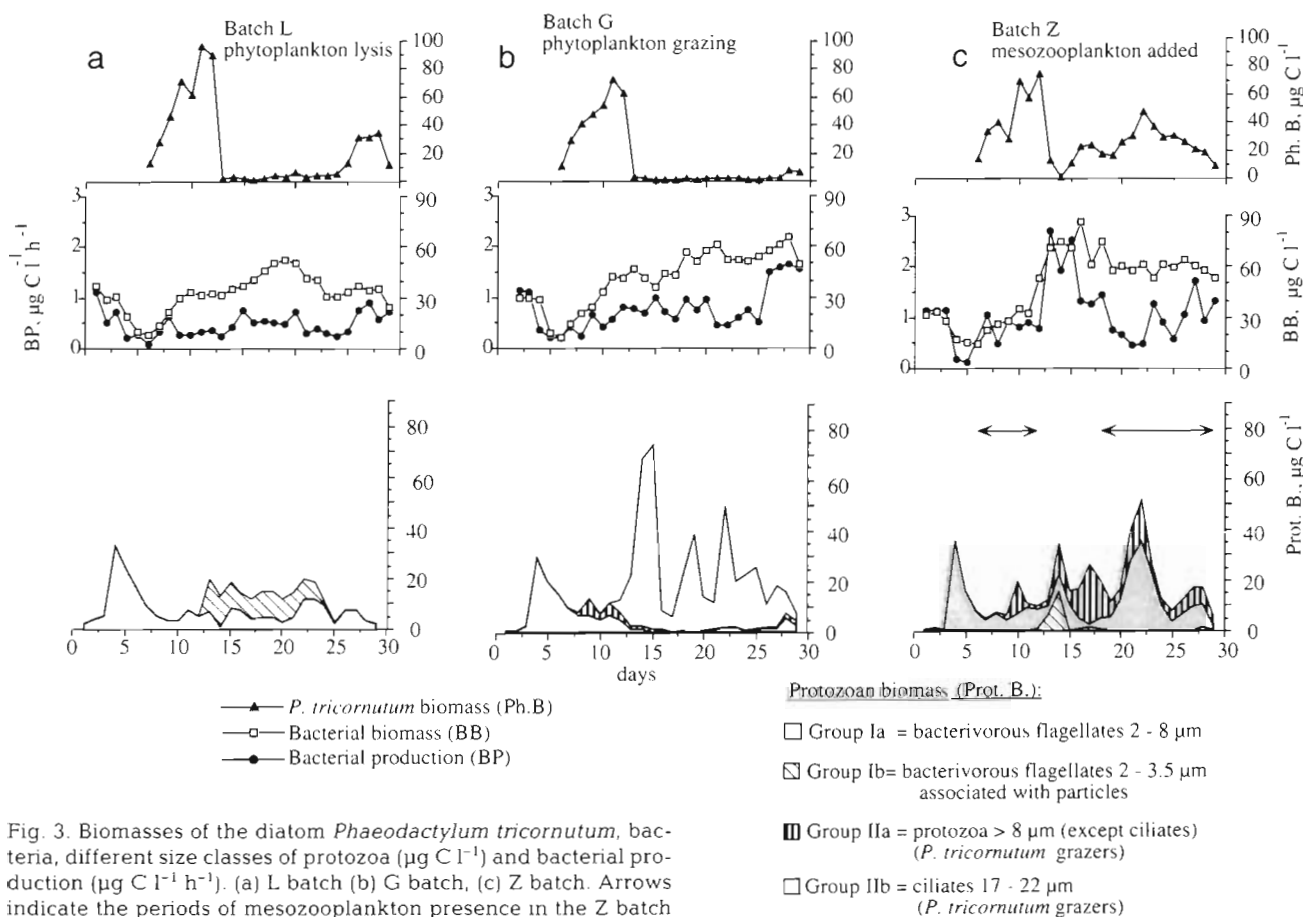 a
Batch L
phytoplankton lysis
100
80
60
40
20
b
Batch G
phytoplankton grazing
100
80
60
40
20
c
Batch Z
mesozooplankton added
100
80
60
40
20
0
Ph. B, µg C l⁻¹
BP, µg C l⁻¹ h⁻¹
3
2
1
0
90
60
30
0
3
2
1
0
90
60
30
0
3
2
1
0
90
60
30
0
BB, µg C l⁻¹
80
60
40
20
0
0 5 10 15 20 25 30
80
60
40
20
0
0 5 10 15 20 25 30
days
80
60
40
20
0
0 5 10 15 20 25 30
Prot. B., µg C l⁻¹
P. tricornutum biomass (Ph.B)
Bacterial biomass (BB)
Bacterial production (BP)
Protozoan biomass (Prot. B.):
Group Ia = bacterivorous flagellates 2 - 8 µm
Group Ib= bacterivorous flagellates 2 - 3.5 µm
associated with particles
Group IIa = protozoa > 8 µm (except ciliates)
(P. tricornutum grazers)
Group IIb = ciliates 17 - 22 µm
(P. tricornutum grazers)
Fig. 3. Biomasses of the diatom Phaeodactylum tricornutum, bac-
teria, different size classes of protozoa (µg C l⁻¹) and bacterial pro-
duction (µg C l⁻¹ h⁻¹). (a) L batch (b) G batch, (c) Z batch. Arrows
indicate the periods of mesozooplankton presence in the Z batch